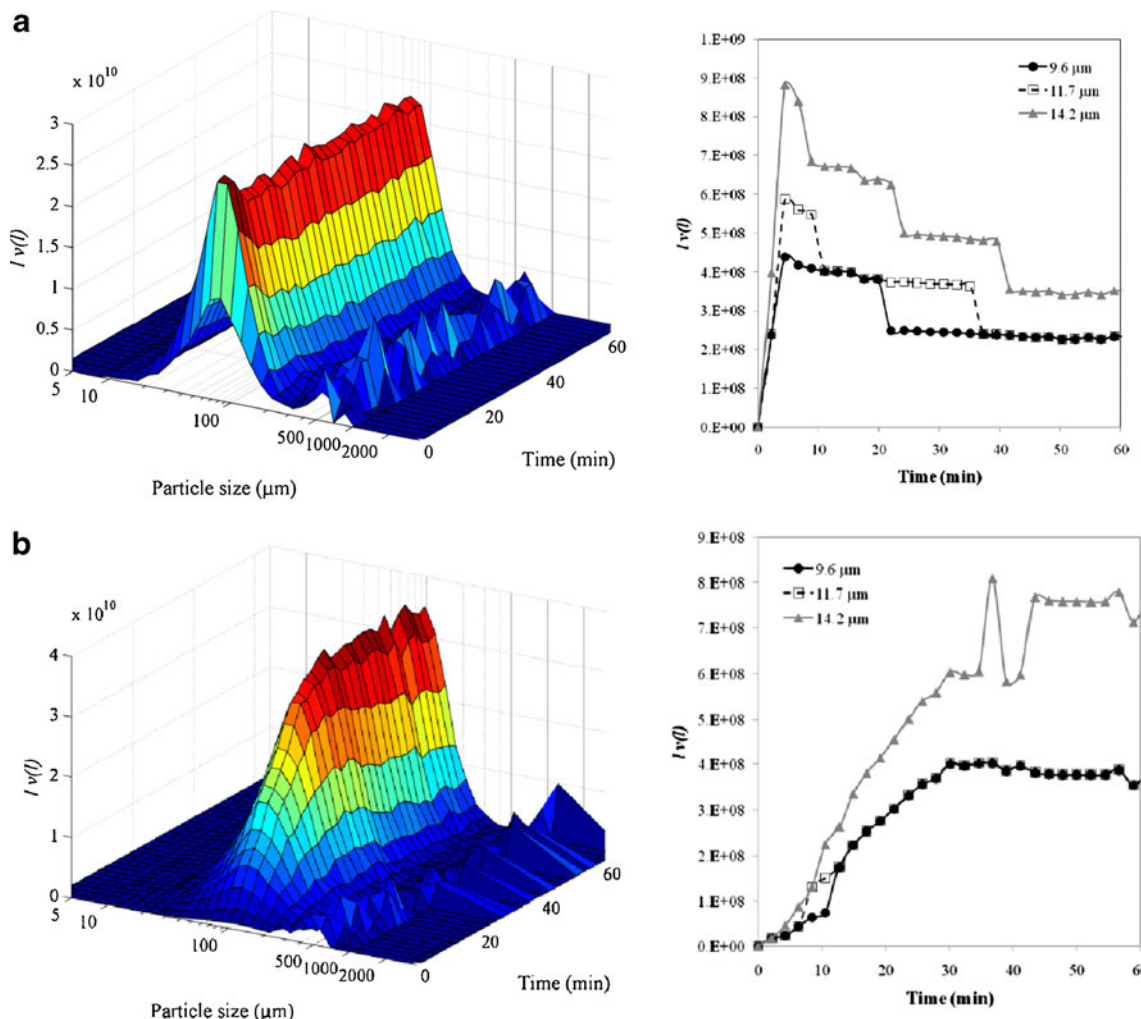 a
x 10^10
3
2.5
2
1.5
1
0.5
0
l v(l)
5
10
100
500
1000
2000
0
20
40
60
Particle size (µm)
Time (min)
1.E+09
9.E+08
8.E+08
7.E+08
6.E+08
5.E+08
4.E+08
3.E+08
2.E+08
1.E+08
0.E+00
l v(l)
9.6 µm
11.7 µm
14.2 µm
0 10 20 30 40 50 60
Time (min)
b
x 10^10
4
3
2
1
0
l v(l)
5
10
100
500
1000
2000
0
20
40
60
Particle size (µm)
Time (min)
9.E+08
8.E+08
7.E+08
6.E+08
5.E+08
4.E+08
3.E+08
2.E+08
1.E+08
0.E+00
l v(l)
9.6 µm
11.7 µm
14.2 µm
0 10 20 30 40 50 60
Time (min)